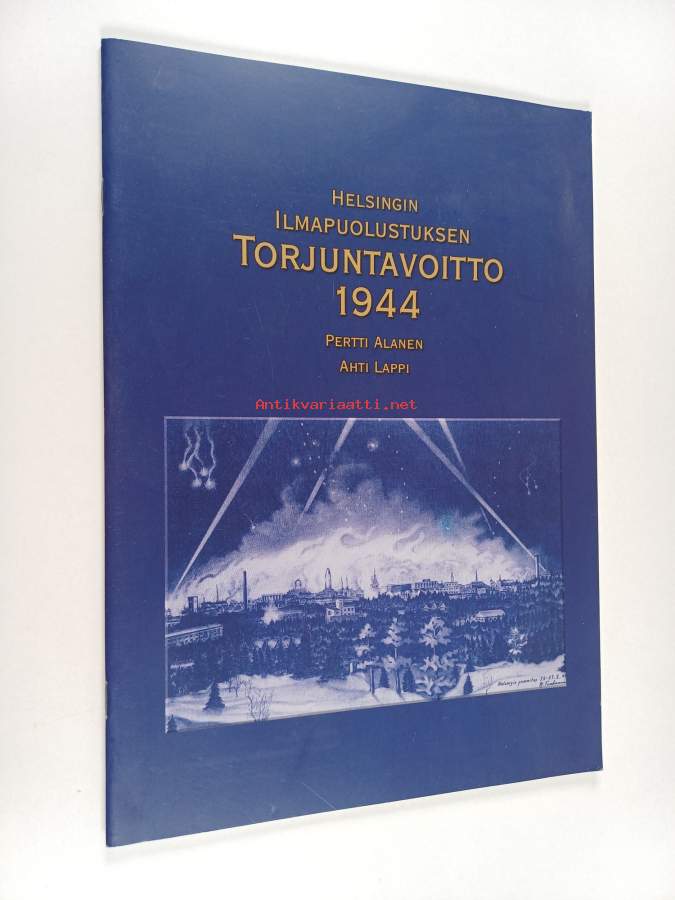 HELSINGIN
ILMAPUOLUSTUKSEN
TORJUNTAVOITTO
1944
PERTTI ALANEN
AHTI LAPPI
Antikvariaatti.net